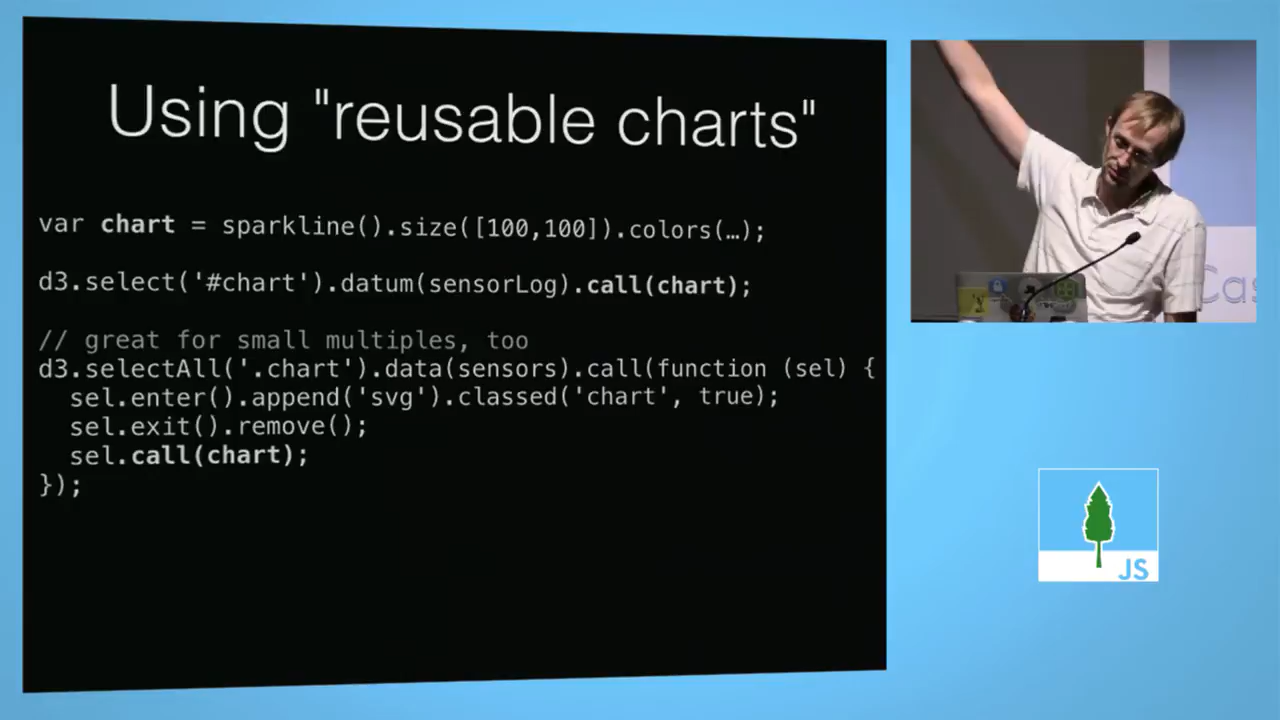 Using "reusable charts"
var chart = sparkline().size([100,100]).colors(…);
d3.select('#chart').datum(sensorLog).call(chart);
// great for small multiples, too
d3.selectAll('.chart').data(sensors).call(function (sel) {
  sel.enter().append('svg').classed('chart', true);
  sel.exit().remove();
  sel.call(chart);
});
Cas
JS